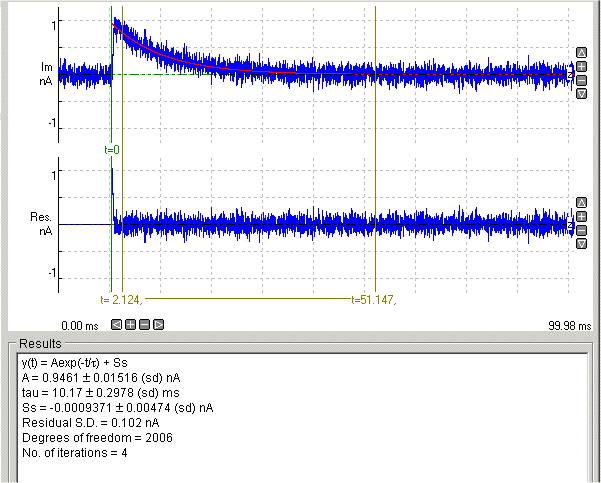 1
Im
nA
-1
t=0
1
Res.
nA
-1
t= 2.124,
t=51.147,
0.00 ms
99.98 ms
Results
y(t) = Aexp(-t/τ) + Ss
A = 0.9461 ± 0.01516 (sd) nA
tau = 10.17 ± 0.2978 (sd) ms
Ss = -0.0009371 ± 0.00474 (sd) nA
Residual S.D. = 0.102 nA
Degrees of freedom = 2006
No. of iterations = 4